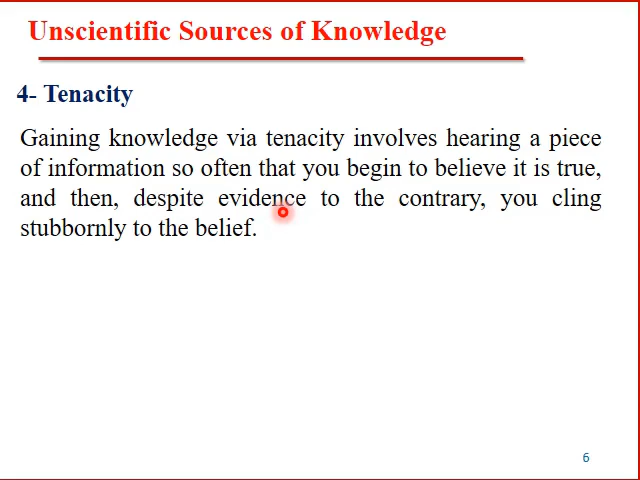 Unscientific Sources of Knowledge
4- Tenacity
Gaining knowledge via tenacity involves hearing a piece
of information so often that you begin to believe it is true,
and then, despite evidence to the contrary, you cling
stubbornly to the belief.
6